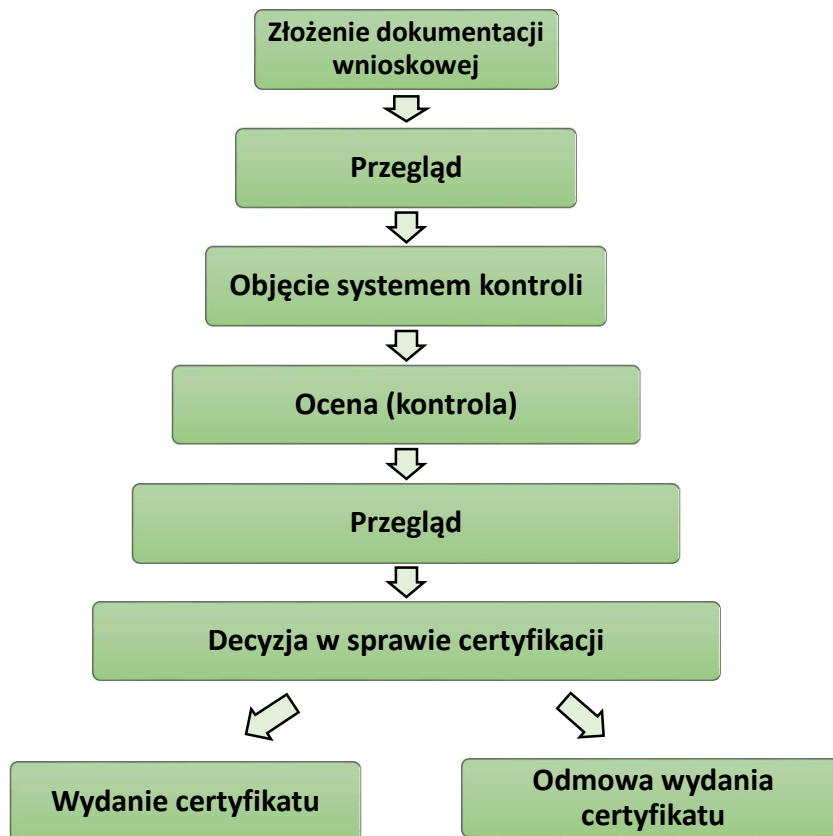 Złożenie dokumentacji
wnioskowej
Przegląd
Objęcie systemem kontroli
Ocena (kontrola)
Przegląd
Decyzja w sprawie certyfikacji
Wydanie certyfikatu
Odmowa wydania
certyfikatu